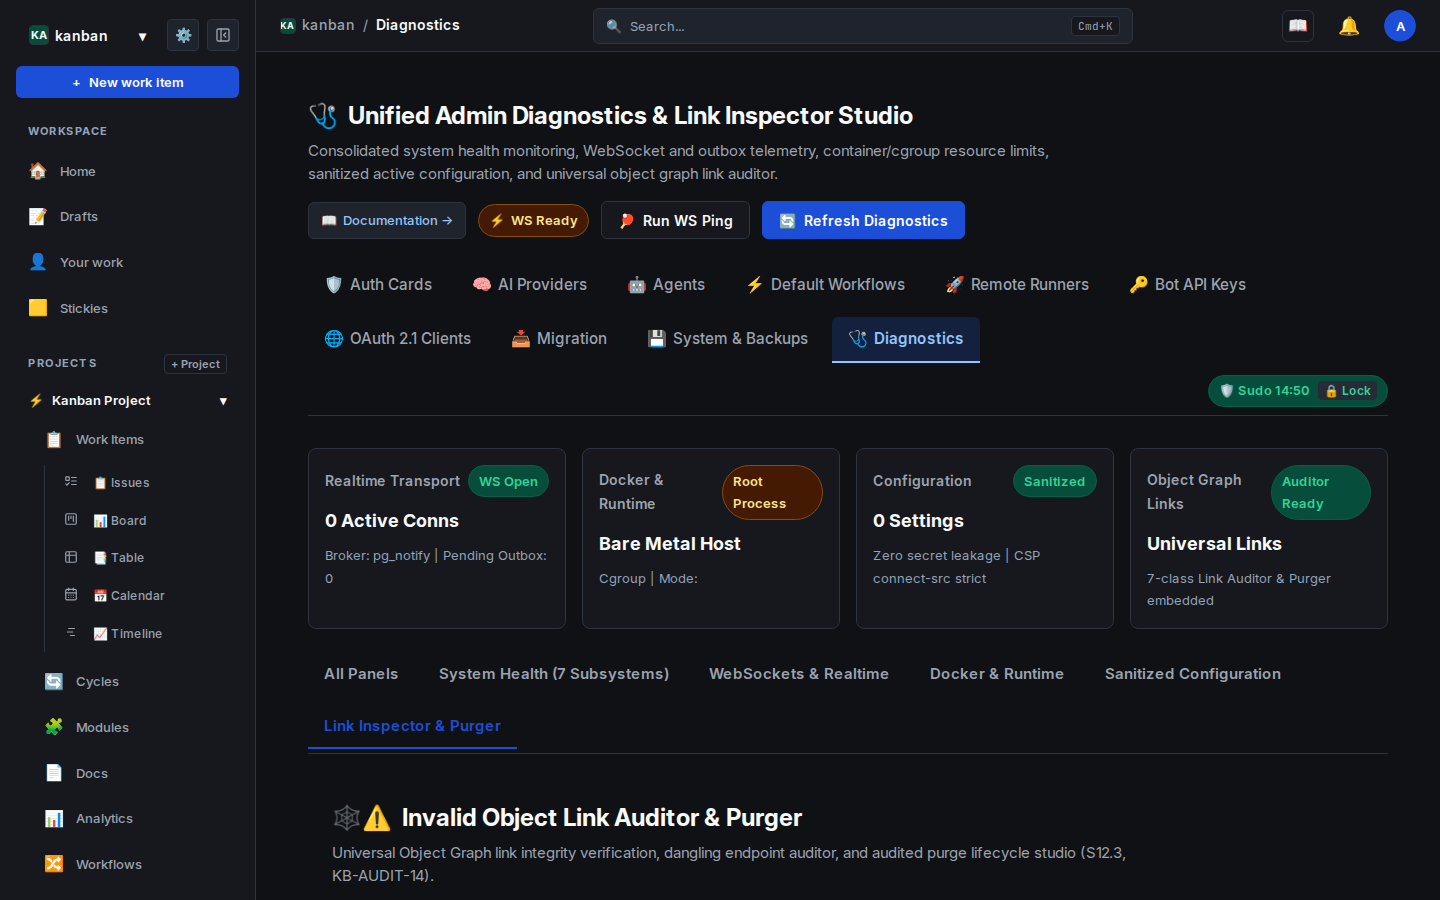 KA kanban
+ New work item
WORKSPACE
Home
Drafts
Your work
Stickies
PROJECTS
+ Project
Kanban Project
Work Items
Issues
Board
Table
Calendar
Timeline
Cycles
Modules
Docs
Analytics
Workflows
KA kanban / Diagnostics
Search...
Cmd+K
A
Unified Admin Diagnostics & Link Inspector Studio
Consolidated system health monitoring, WebSocket and outbox telemetry, container/cgroup resource limits,
sanitized active configuration, and universal object graph link auditor.
Documentation →
WS Ready
Run WS Ping
Refresh Diagnostics
Auth Cards
AI Providers
Agents
Default Workflows
Remote Runners
Bot API Keys
OAuth 2.1 Clients
Migration
System & Backups
Diagnostics
Sudo 14:50
Lock
Realtime Transport
WS Open
0 Active Conns
Broker: pg_notify | Pending Outbox:
0
Docker &
Runtime
Root
Process
Bare Metal Host
Cgroup | Mode:
Configuration
Sanitized
0 Settings
Zero secret leakage | CSP
connect-src strict
Object Graph
Links
Auditor
Ready
Universal Links
7-class Link Auditor & Purger
embedded
All Panels
System Health (7 Subsystems)
WebSockets & Realtime
Docker & Runtime
Sanitized Configuration
Link Inspector & Purger
Invalid Object Link Auditor & Purger
Universal Object Graph link integrity verification, dangling endpoint auditor, and audited purge lifecycle studio (S12.3,
KB-AUDIT-14).